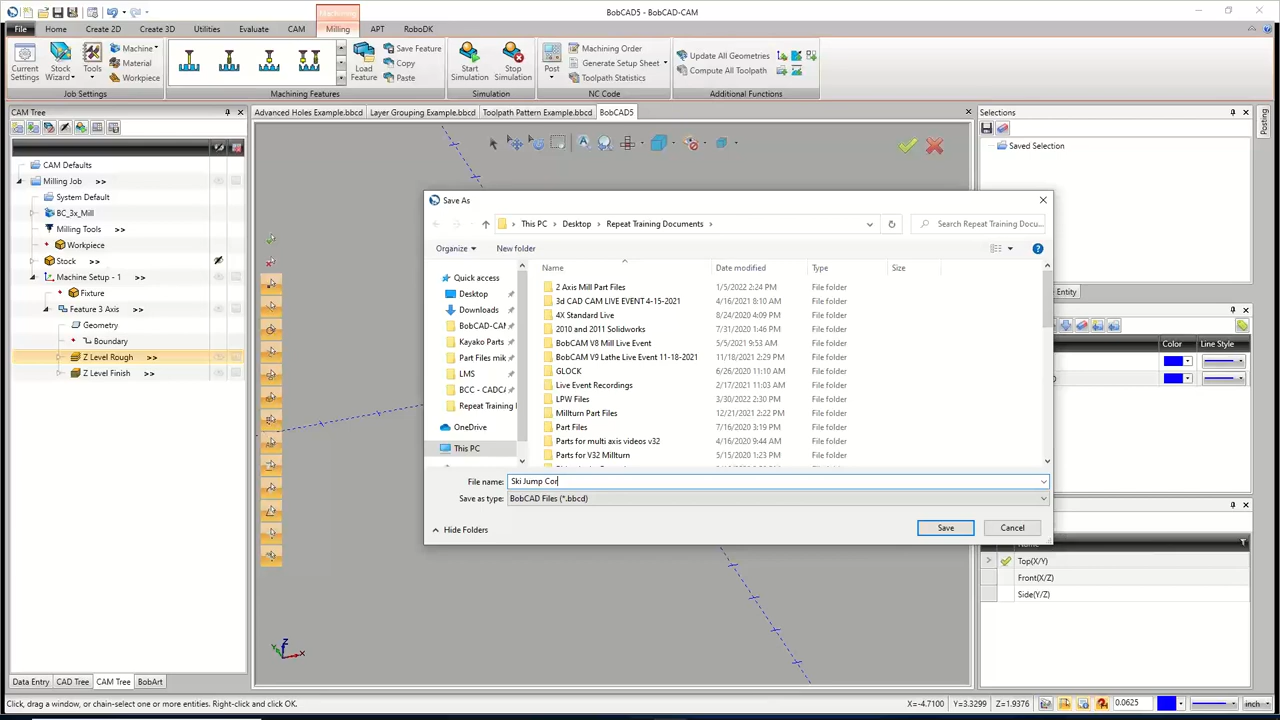 BobCAD5 - BobCAD-CAM
Machining
File Home Create 2D Create 3D Utilities Evaluate CAM Milling APT RoboDK
Current Settings
Stock Wizard
Tools
Machine
Material
Workpiece
Load Feature
Save Feature
Copy
Paste
Start Simulation
Stop Simulation
Post
Machining Order
Generate Setup Sheet
Toolpath Statistics
Update All Geometries
Compute All Toolpath
Job Settings Machining Features Simulation NC Code Additional Functions
CAM Tree
Advanced Holes Example.bbcd Layer Grouping Example.bbcd Toolpath Pattern Example.bbcd BobCAD5
Selections
Posting
Saved Selection
CAM Defaults
Milling Job >>
System Default
BC_3x_Mill
Milling Tools >>
Workpiece
Stock >>
Machine Setup - 1 >>
Fixture
Feature 3 Axis >>
Geometry
Boundary
Z Level Rough >>
Z Level Finish >>
Save As
This PC > Desktop > Repeat Training Documents >
Search Repeat Training Docu...
Organize New folder
Quick access
Desktop
Downloads
BobCAD-CAM
Kayako Parts
Part Files mik
LMS
BCC - CADCA
Repeat Training
OneDrive
This PC
Name Date modified Type Size
2 Axis Mill Part Files 1/5/2022 2:24 PM File folder
3d CAD CAM LIVE EVENT 4-15-2021 4/16/2021 8:10 AM File folder
4X Standard Live 8/24/2020 4:09 PM File folder
2010 and 2011 Solidworks 7/31/2020 1:46 PM File folder
BobCAM V8 Mill Live Event 5/5/2021 9:53 AM File folder
BobCAM V9 Lathe Live Event 11-18-2021 11/18/2021 2:29 PM File folder
GLOCK 6/26/2020 11:10 AM File folder
Live Event Recordings 2/17/2021 11:03 AM File folder
LPW Files 3/30/2022 2:30 PM File folder
Millturn Part Files 12/21/2021 2:22 PM File folder
Part Files 7/16/2020 3:19 PM File folder
Parts for multi axis videos v32 4/16/2020 9:44 AM File folder
Parts for V32 Millturn 5/15/2020 1:23 PM File folder
File name: Ski Jump Cor
Save as type: BobCAD Files (*.bbcd)
Hide Folders
Save Cancel
Entity
Color Line Style
Top(X/Y)
Front(X/Z)
Side(Y/Z)
Z
Y
X
Data Entry CAD Tree CAM Tree BobArt
Click, drag a window, or chain-select one or more entities. Right-click and click OK.
X=-4.7100 Y=3.3299 Z=1.9376 0.0625 inch